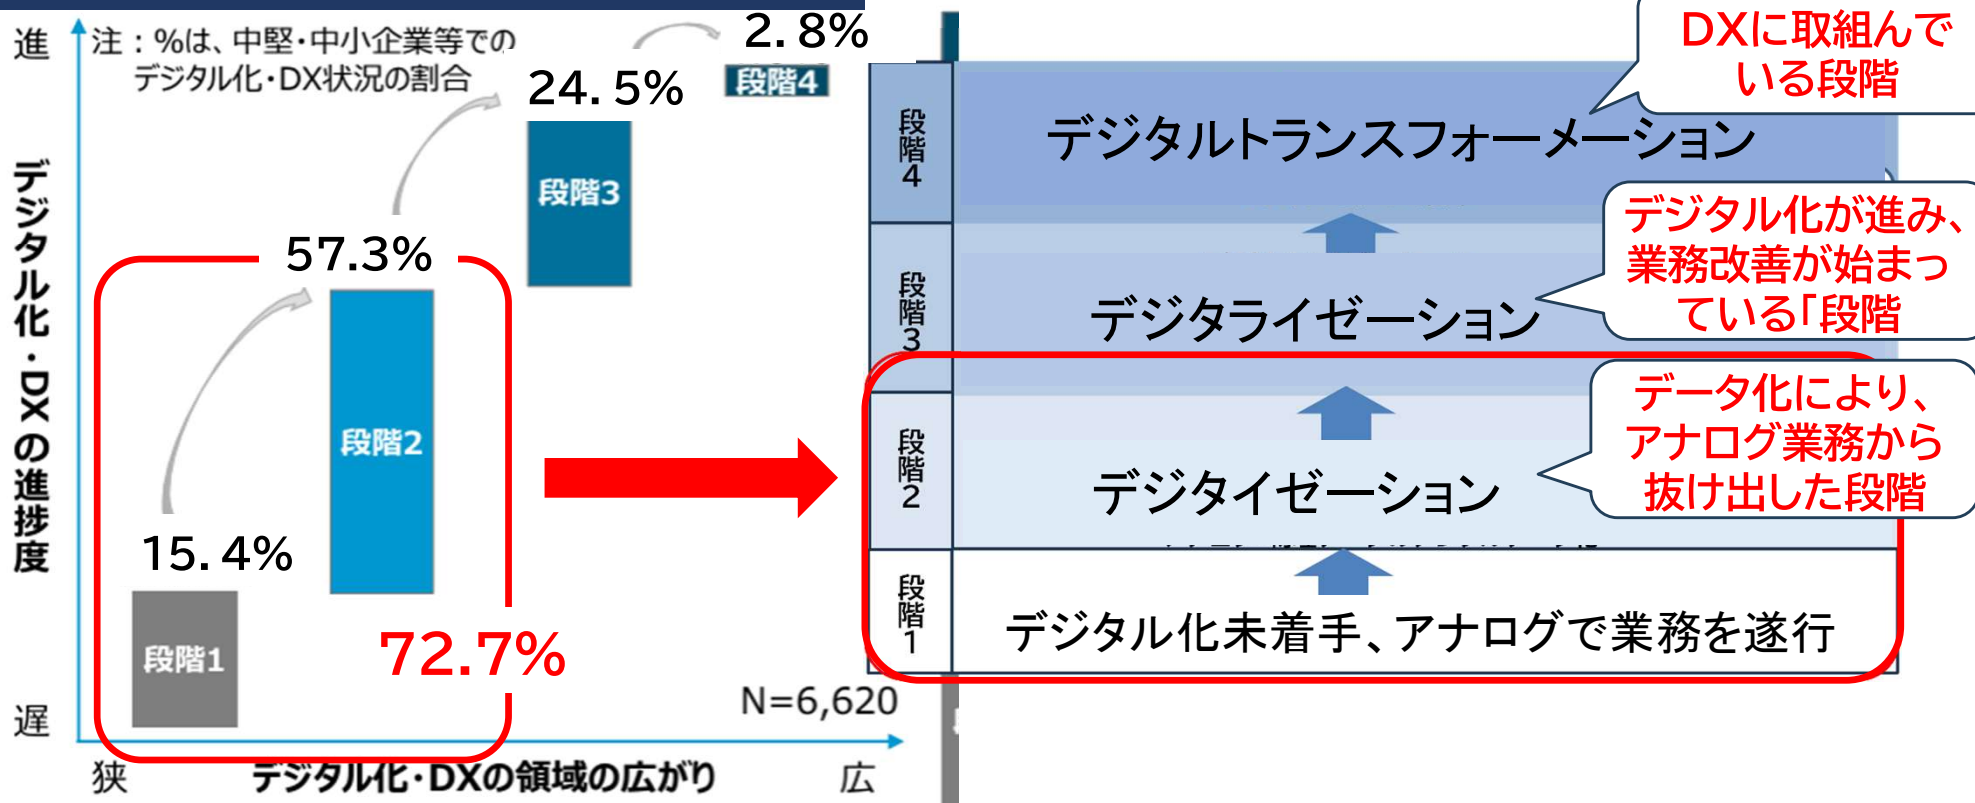 進
注：％は、中堅・中小企業等での
デジタル化・DX状況の割合
デジタル化・DXの進捗度
遅
15.4%
段階1
57.3%
段階2
24.5%
段階3
2.8%
段階4
72.7%
N=6,620
狭
デジタル化・DXの領域の広がり
広
段階4
デジタルトランスフォーメーション
DXに取組んで
いる段階
段階3
デジタライゼーション
デジタル化が進み、
業務改善が始まっ
ている「段階
段階2
デジタイゼーション
データ化により、
アナログ業務から
抜け出した段階
段階1
デジタル化未着手、アナログで業務を遂行